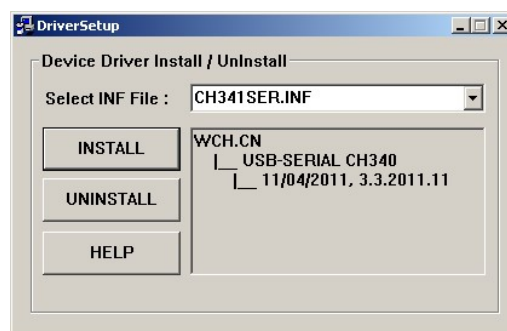 DriverSetup
Device Driver Install / UnInstall
Select INF File : CH341SER.INF
INSTALL
UNINSTALL
HELP
WCH.CN
|__ USB-SERIAL CH340
|__ 11/04/2011, 3.3.2011.11